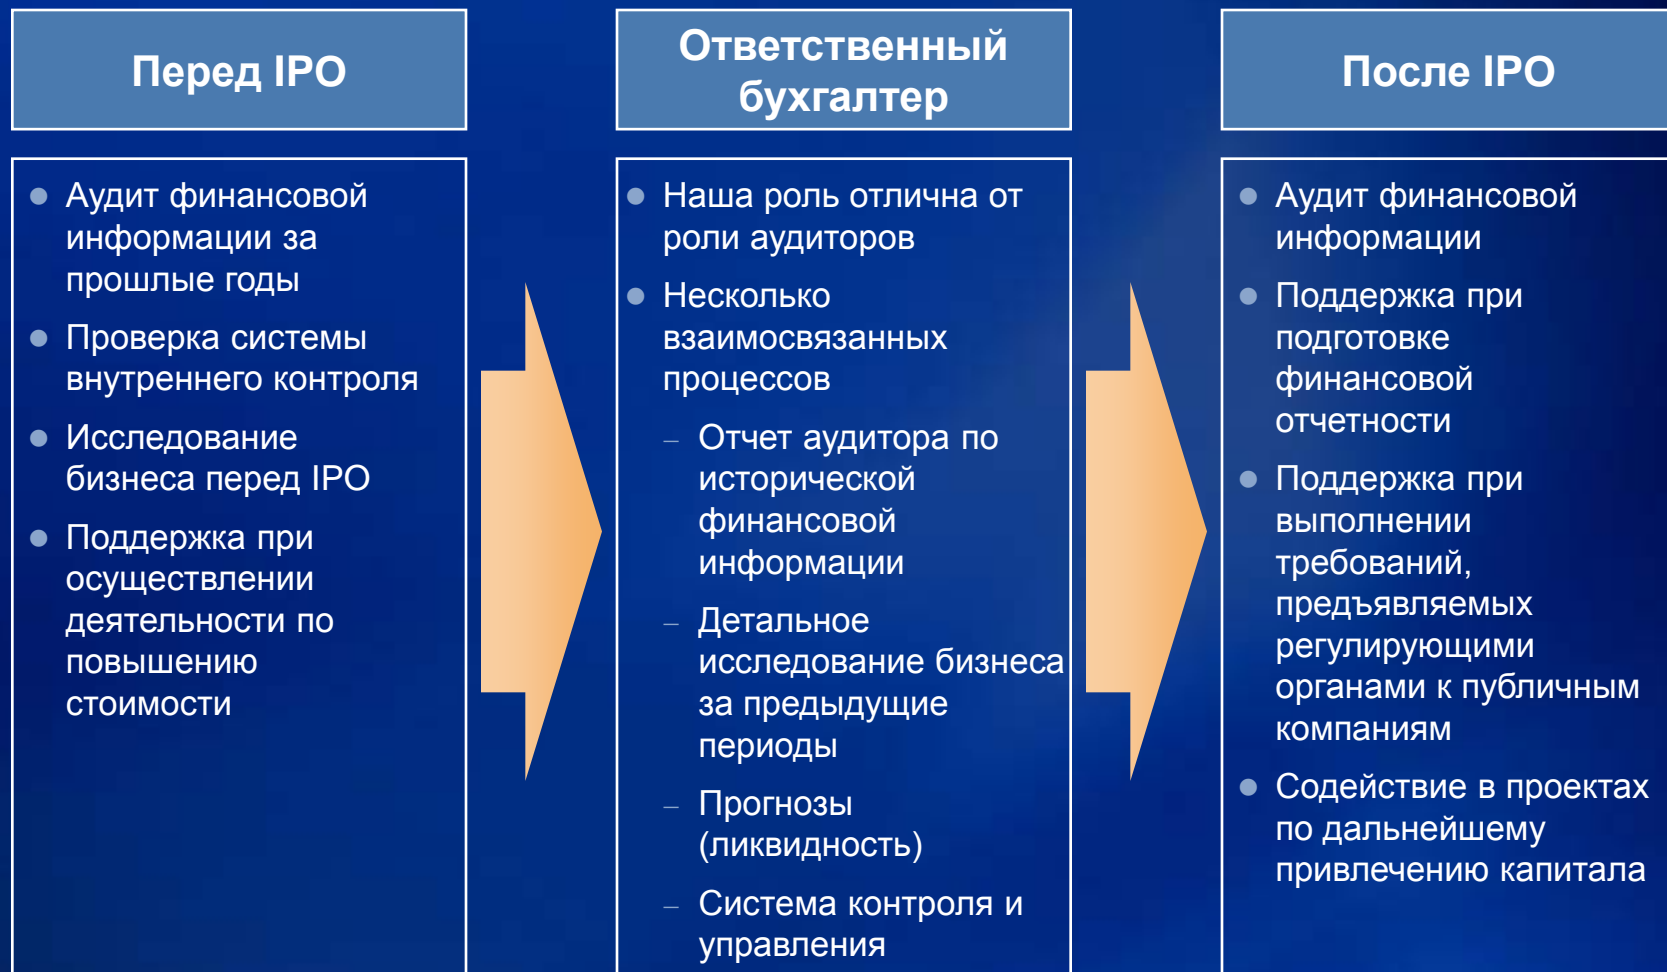 Перед IPO
● Аудит финансовой
информации за
прошлые годы
● Проверка системы
внутреннего контроля
● Исследование
бизнеса перед IPO
● Поддержка при
осуществлении
деятельности по
повышению
стоимости
Ответственный
бухгалтер
● Наша роль отлична от
роли аудиторов
● Несколько
взаимосвязанных
процессов
– Отчет аудитора по
исторической
финансовой
информации
– Детальное
исследование бизнеса
за предыдущие
периоды
– Прогнозы
(ликвидность)
– Система контроля и
управления
После IPO
● Аудит финансовой
информации
● Поддержка при
подготовке
финансовой
отчетности
● Поддержка при
выполнении
требований,
предъявляемых
регулирующими
органами к публичным
компаниям
● Содействие в проектах
по дальнейшему
привлечению капитала